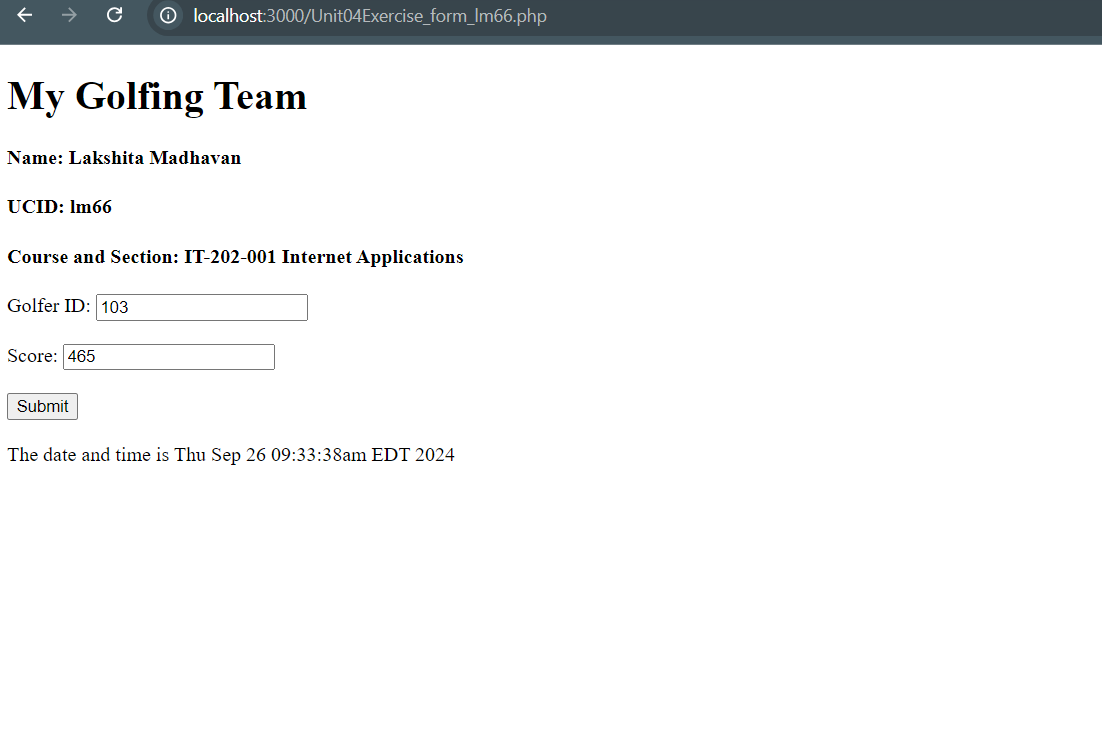 localhost:3000/Unit04Exercise_form_lm66.php
My Golfing Team
Name: Lakshita Madhavan
UCID: lm66
Course and Section: IT-202-001 Internet Applications
Golfer ID: 103
Score: 465
Submit
The date and time is Thu Sep 26 09:33:38am EDT 2024